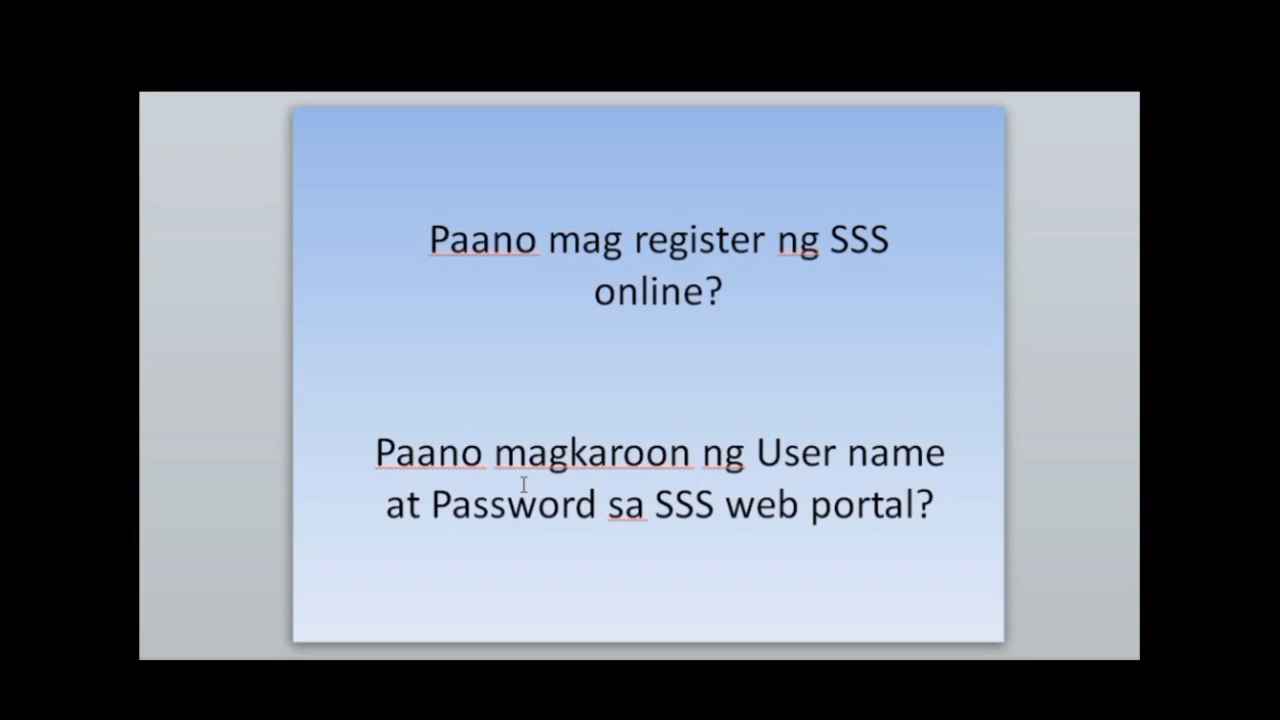 Paano mag register ng SSS
online?
Paano magkaroon ng User name
at Password sa SSS web portal?